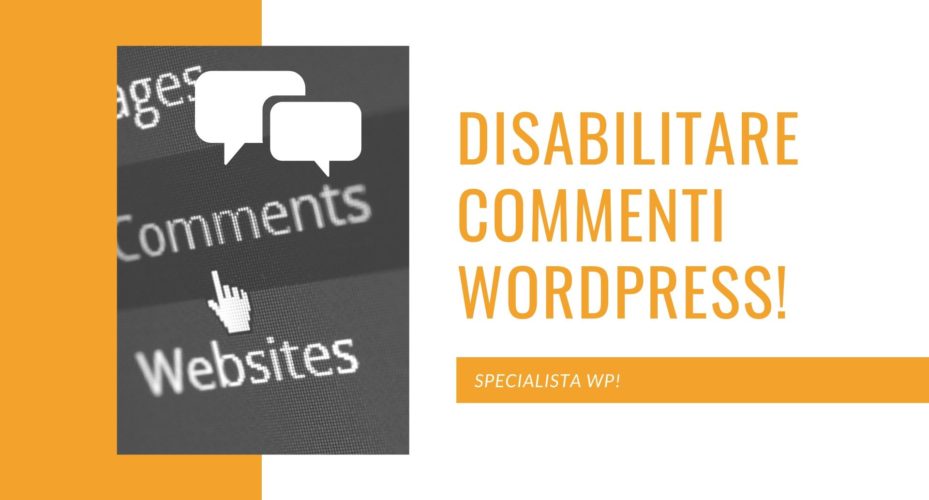 ages
Comments
Websites
DISABILITARE
COMMENTI
WORDPRESS!
SPECIALISTA WP!